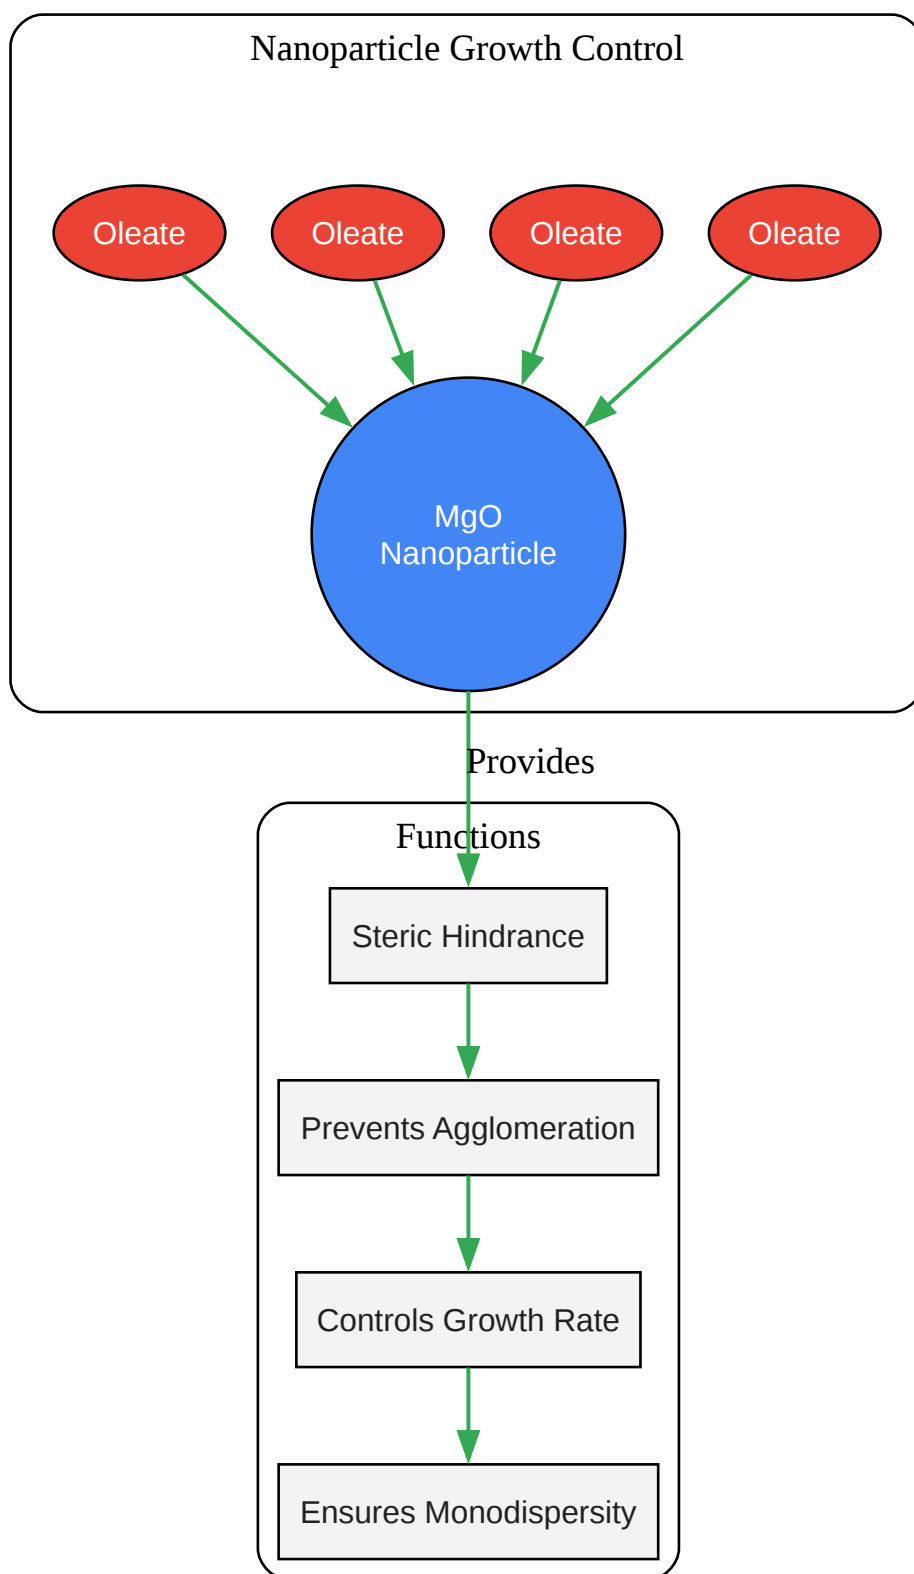 Nanoparticle Growth Control
Oleate
Oleate
Oleate
Oleate
MgO
Nanoparticle
Provides
Functions
Steric Hindrance
Prevents Agglomeration
Controls Growth Rate
Ensures Monodispersity